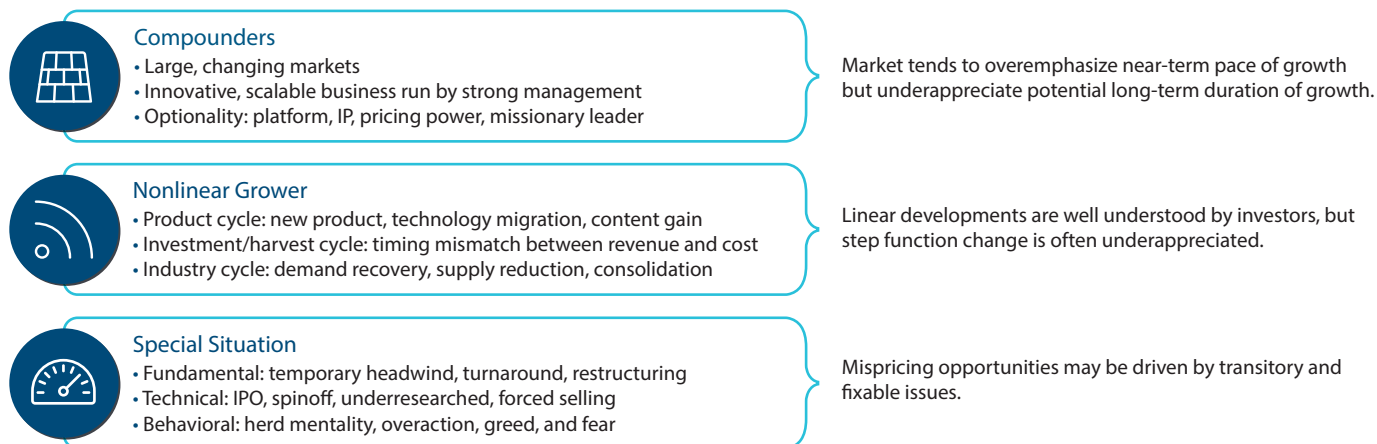 Compounders
• Large, changing markets
• Innovative, scalable business run by strong management
• Optionality: platform, IP, pricing power, missionary leader
Market tends to overemphasize near-term pace of growth
but underappreciate potential long-term duration of growth.
Nonlinear Grower
• Product cycle: new product, technology migration, content gain
• Investment/harvest cycle: timing mismatch between revenue and cost
• Industry cycle: demand recovery, supply reduction, consolidation
Linear developments are well understood by investors, but
step function change is often underappreciated.
Special Situation
• Fundamental: temporary headwind, turnaround, restructuring
• Technical: IPO, spinoff, underresearched, forced selling
• Behavioral: herd mentality, overaction, greed, and fear
Mispricing opportunities may be driven by transitory and
fixable issues.